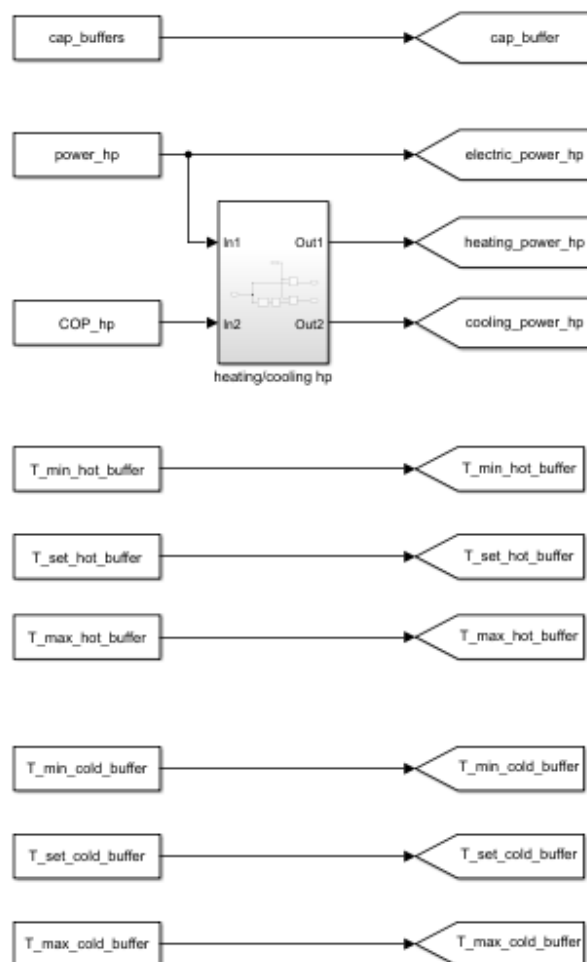 cap_buffers
cap_buffer
power_hp
electric_power_hp
In1
Out1
heating_power_hp
COP_hp
In2
Out2
cooling_power_hp
heating/cooling hp
T_min_hot_buffer
T_min_hot_buffer
T_set_hot_buffer
T_set_hot_buffer
T_max_hot_buffer
T_max_hot_buffer
T_min_cold_buffer
T_min_cold_buffer
T_set_cold_buffer
T_set_cold_buffer
T_max_cold_buffer
T_max_cold_buffer